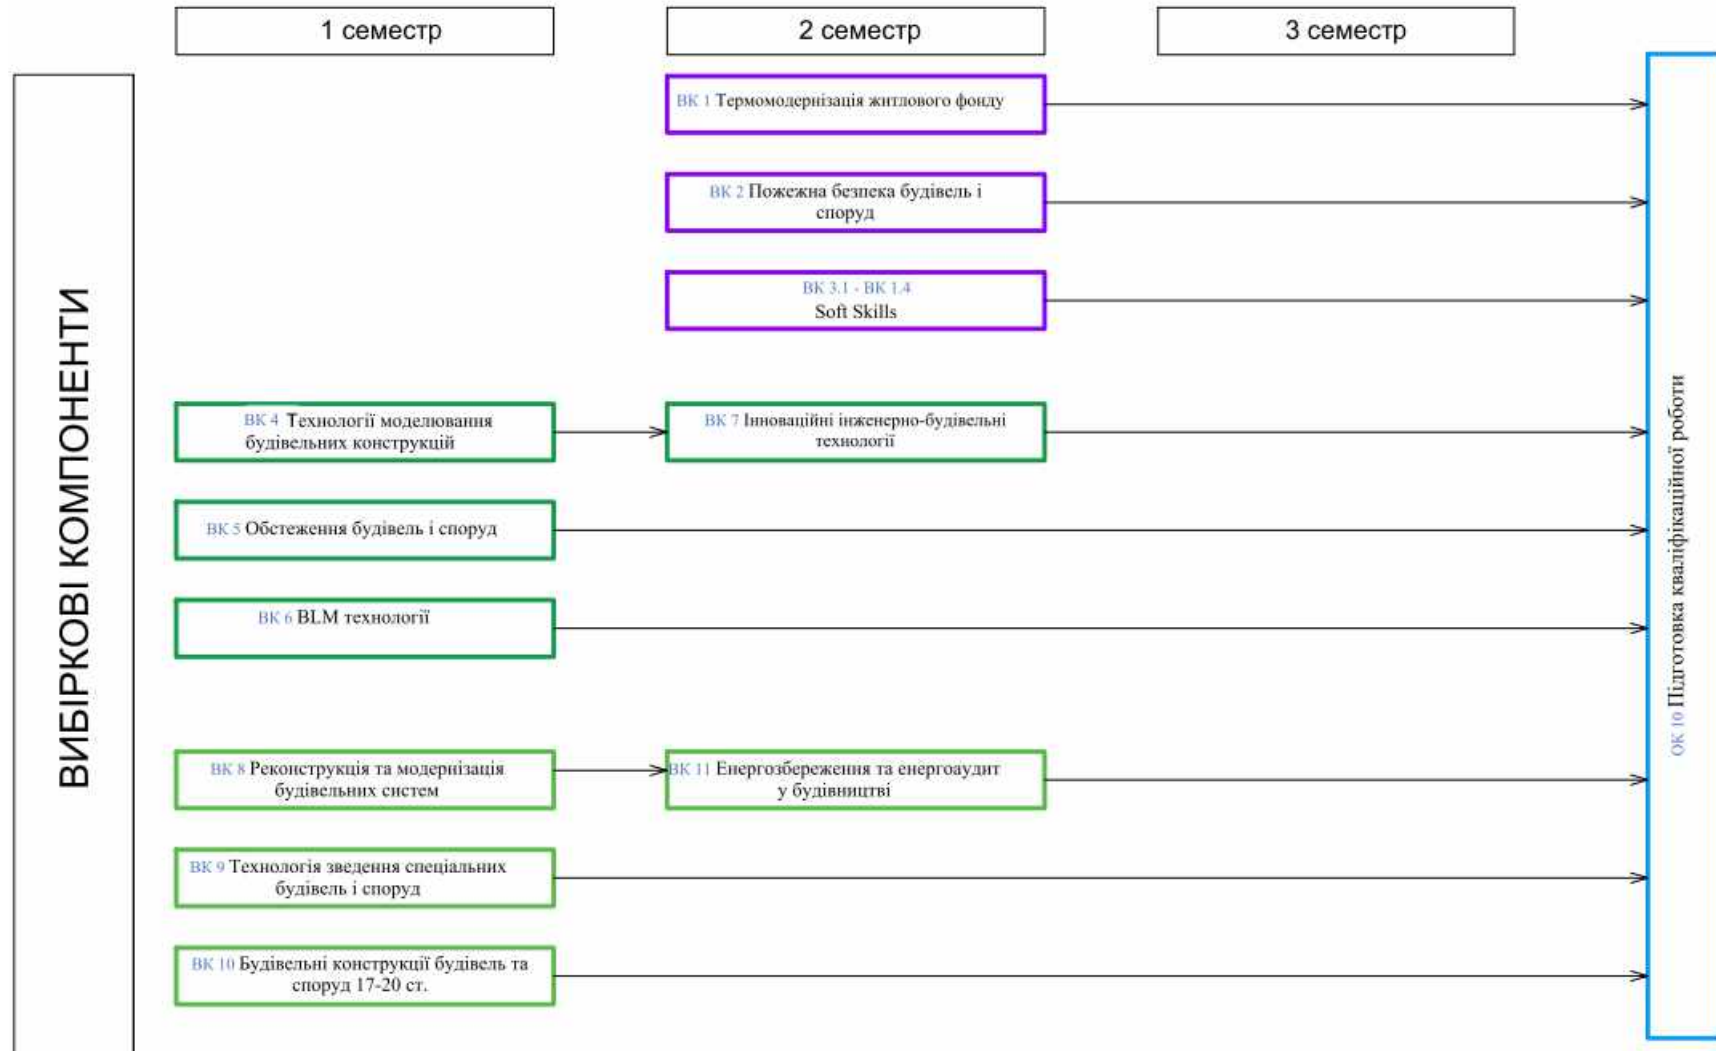 1 семестр
2 семестр
3 семестр
ВИБІРКОВІ КОМПОНЕНТИ
ВК 1 Термомодернізація житлового фонду
ВК 2 Пожежна безпека будівель і
споруд
ВК 3.1 - ВК 1.4
Soft Skills
ВК 4 Технології моделювання
будівельних конструкцій
ВК 7 Інноваційні інженерно-будівельні
технології
ВК 5 Обстеження будівель і споруд
ВК 6 BLM технології
ВК 8 Реконструкція та модернізація
будівельних систем
ВК 11 Енергозбереження та енергоаудит
у будівництві
ВК 9 Технологія зведення спеціальних
будівель і споруд
ВК 10 Будівельні конструкції будівель та
споруд 17-20 ст.
ОК 10 Підготовка кваліфікаційної роботи